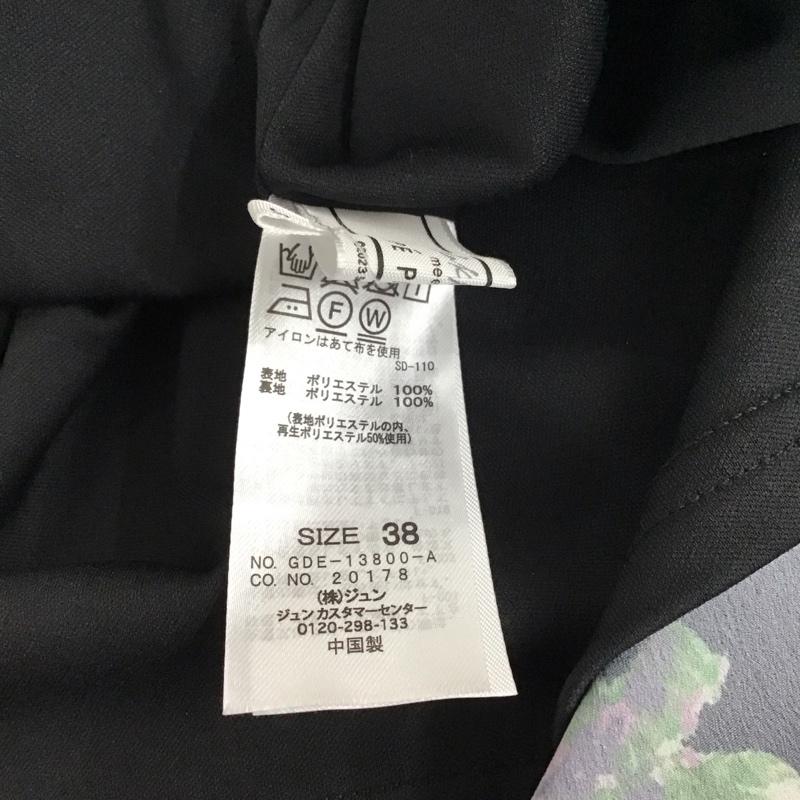 F W
アイロンはあて布を使用
SD-110
表地 ポリエステル 100%
裏地 ポリエステル 100%
(表地ポリエステルの内、
再生ポリエステル50%使用)
SIZE 38
NO. GDE-13800-A
CO. NO. 20178
(株)ジュン
ジュンカスタマーセンター
0120-298-133
中国製